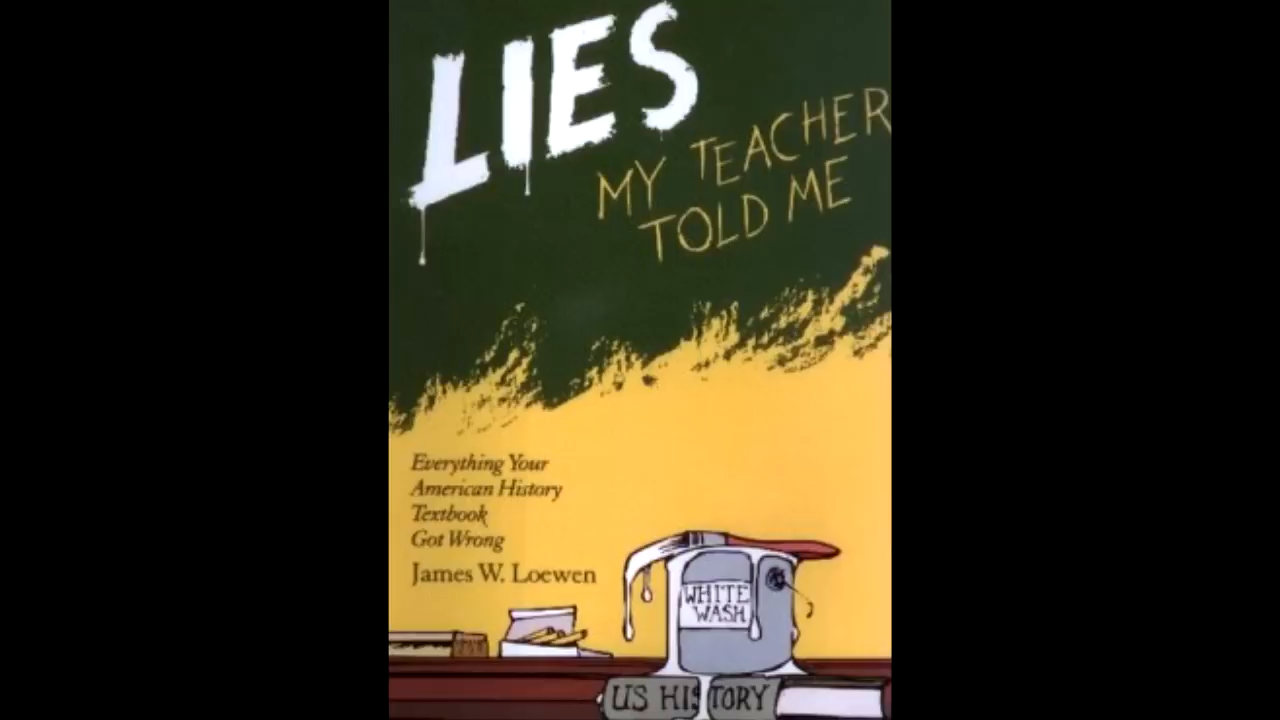 LIES
MY TEACHER
TOLD ME
Everything Your
American History
Textbook
Got Wrong
James W. Loewen
WHITE
WASH
US HISTORY